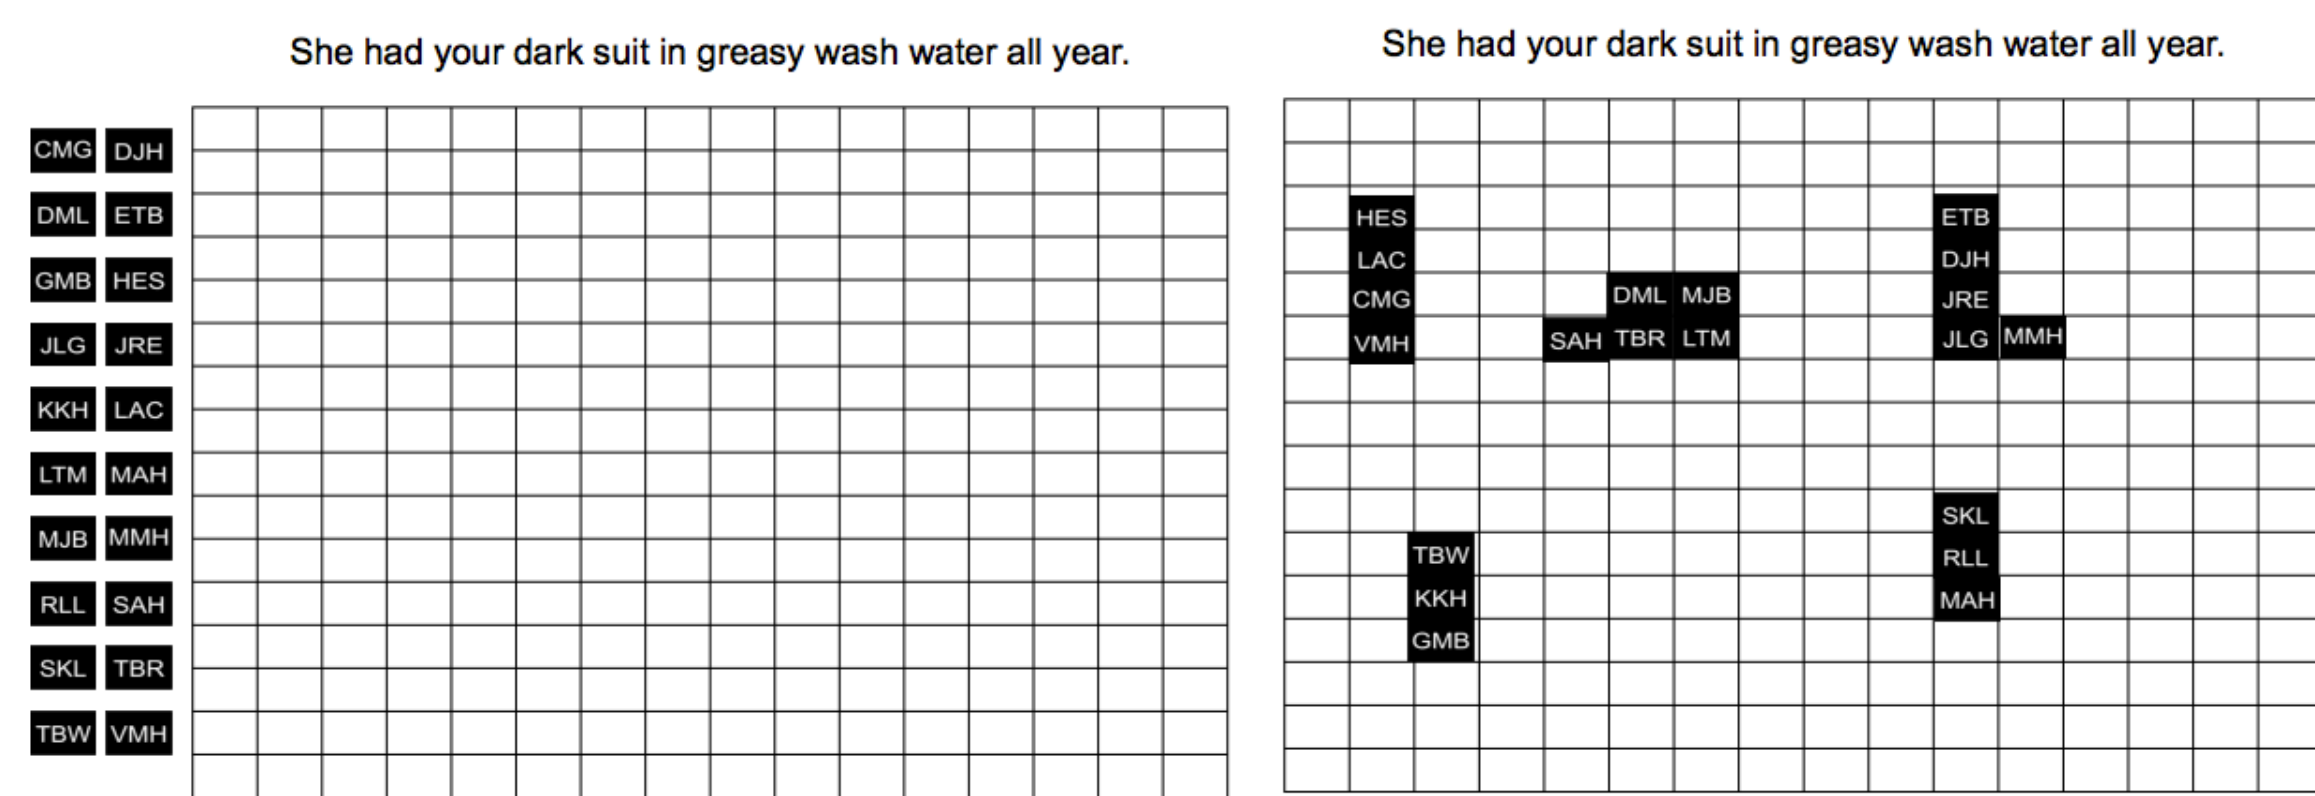 She had your dark suit in greasy wash water all year.
CMG DJH
DML ETB
GMB HES
JLG JRE
KKH LAC
LTM MAH
MJB MMH
RLL SAH
SKL TBR
TBW VMH
She had your dark suit in greasy wash water all year.
HES ETB
LAC DJH
CMG DML MJB JRE
VMH SAH TBR LTM JLG MMH
SKL
TBW RLL
KKH MAH
GMB